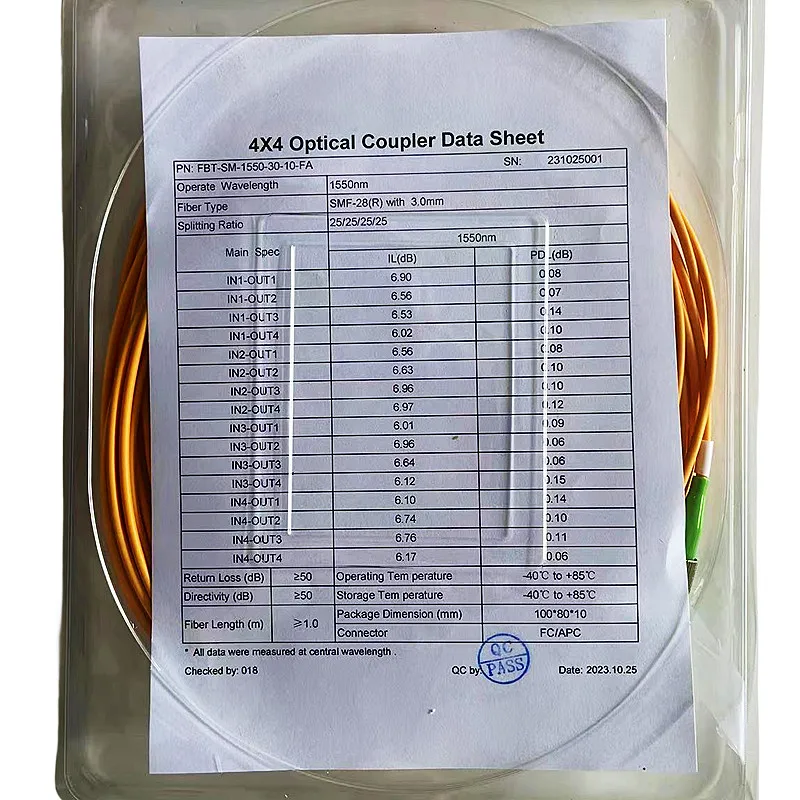 4X4 Optical Coupler Data Sheet
PN: FBT-SM-1550-30-10-FA SN: 231025001
Operate Wavelength 1550nm
Fiber Type SMF-28(R) with 3.0mm
Splitting Ratio 25/25/25/25
1550nm
Main Spec
IL(dB) PDL(dB)
IN1-OUT1 6.90 0.08
IN1-OUT2 6.56 0.07
IN1-OUT3 6.53 0.14
IN1-OUT4 6.02 0.10
IN2-OUT1 6.56 0.08
IN2-OUT2 6.63 0.10
IN2-OUT3 6.96 0.10
IN2-OUT4 6.97 0.12
IN3-OUT1 6.01 0.09
IN3-OUT2 6.96 0.06
IN3-OUT3 6.64 0.06
IN3-OUT4 6.12 0.15
IN4-OUT1 6.10 0.14
IN4-OUT2 6.74 0.10
IN4-OUT3 6.76 0.11
IN4-OUT4 6.17 0.06
Return Loss (dB) ≥50 Operating Tem perature -40℃ to +85℃
Directivity (dB) ≥50 Storage Tem perature -40℃ to +85℃
Fiber Length (m) ≥1.0 Package Dimension (mm) 100*80*10
Connector FC/APC
* All data were measured at central wavelength .
Checked by: 018 QC by: QC PASS Date: 2023.10.25